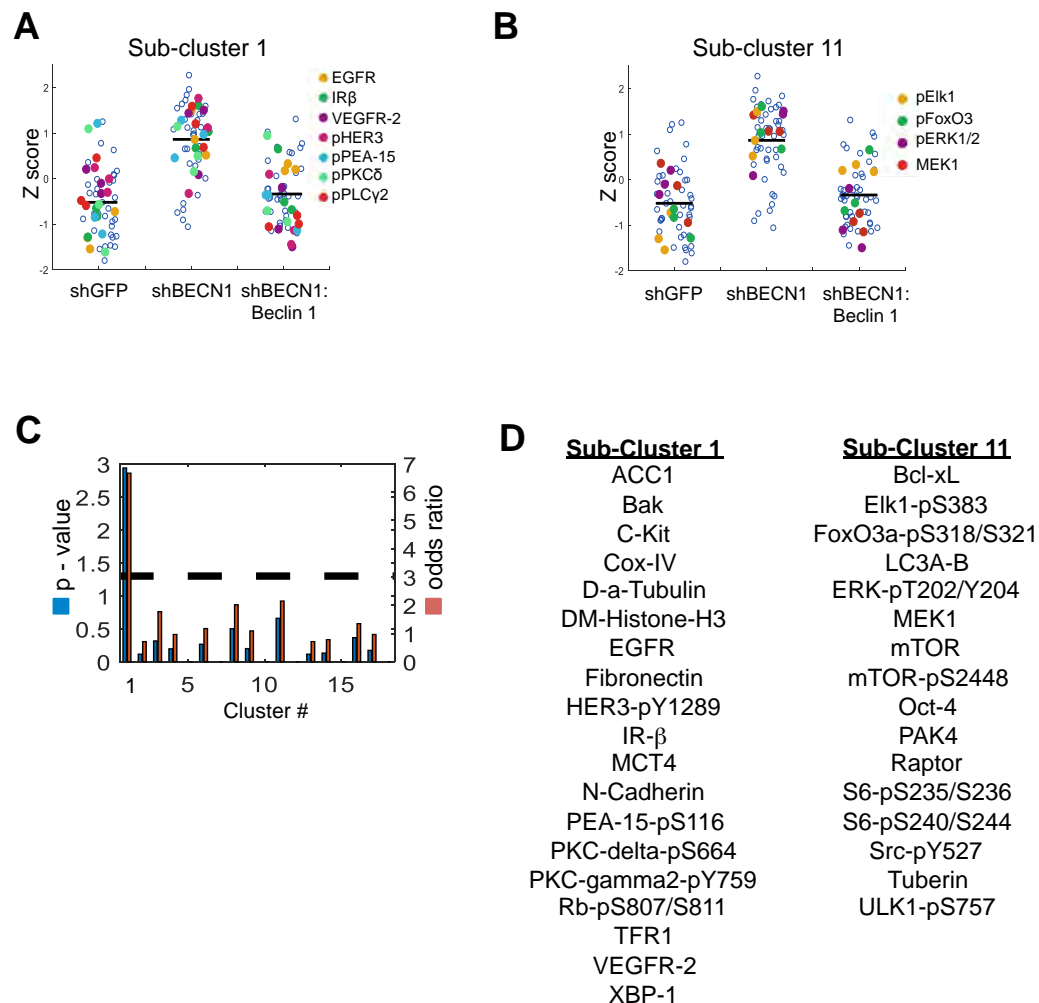 A
Sub-cluster 1
Z score
2
1
0
-1
-2
shGFP
shBECN1
shBECN1:
Beclin 1
EGFR
IRβ
VEGFR-2
pHER3
pPEA-15
pPKCδ
pPLCγ2
B
Sub-cluster 11
Z score
2
1
0
-1
-2
shGFP
shBECN1
shBECN1:
Beclin 1
pElk1
pFoxO3
pERK1/2
MEK1
C
p - value
3
2.5
2
1.5
1
0.5
0
1
5
10
15
Cluster #
7
6
5
4
3
2
1
0
odds ratio
D
Sub-Cluster 1
ACC1
Bak
C-Kit
Cox-IV
D-a-Tubulin
DM-Histone-H3
EGFR
Fibronectin
HER3-pY1289
IR-β
MCT4
N-Cadherin
PEA-15-pS116
PKC-delta-pS664
PKC-gamma2-pY759
Rb-pS807/S811
TFR1
VEGFR-2
XBP-1
Sub-Cluster 11
Bcl-xL
Elk1-pS383
FoxO3a-pS318/S321
LC3A-B
ERK-pT202/Y204
MEK1
mTOR
mTOR-pS2448
Oct-4
PAK4
Raptor
S6-pS235/S236
S6-pS240/S244
Src-pY527
Tuberin
ULK1-pS757